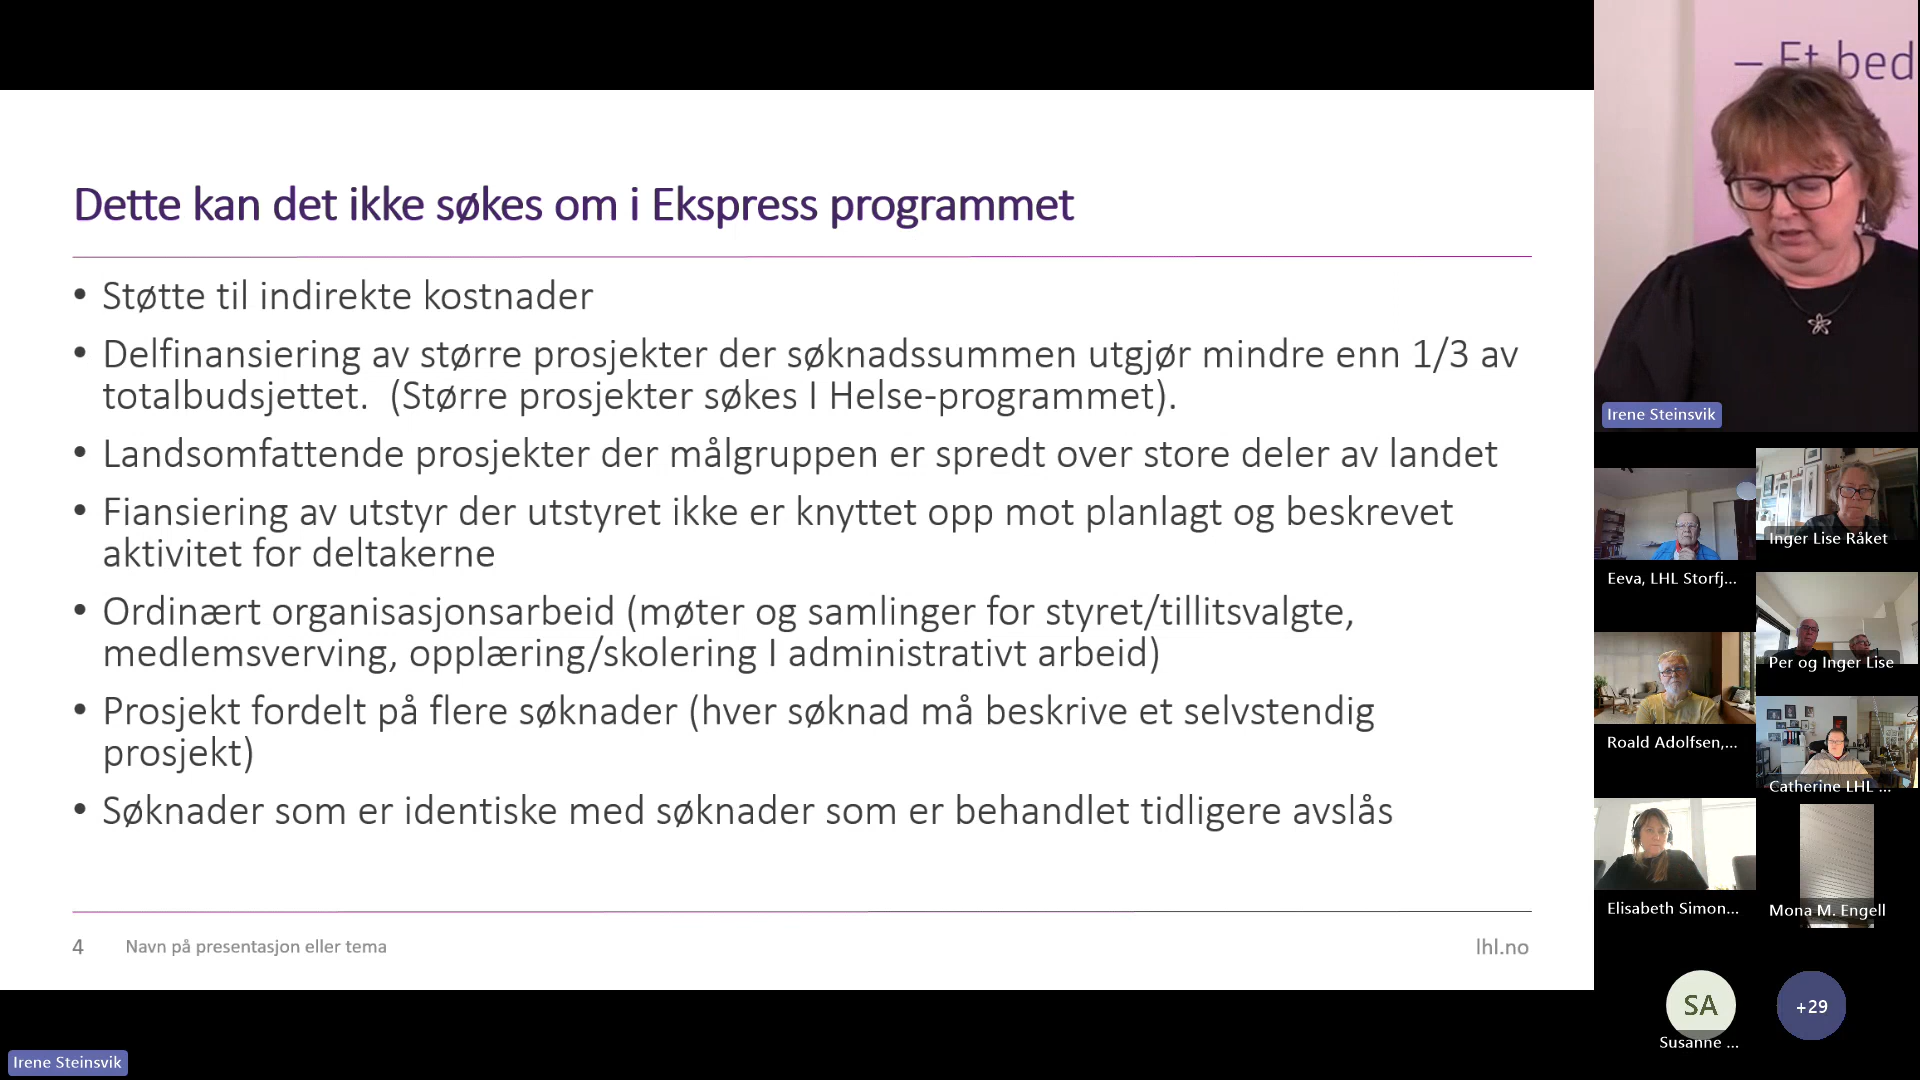 Dette kan det ikke søkes om i Ekspress programmet
• Støtte til indirekte kostnader
• Delfinansiering av større prosjekter der søknadssummen utgjør mindre enn 1/3 av
totalbudsjettet.  (Større prosjekter søkes I Helse-programmet).
• Landsomfattende prosjekter der målgruppen er spredt over store deler av landet
• Fiansiering av utstyr der utstyret ikke er knyttet opp mot planlagt og beskrevet
aktivitet for deltakerne
• Ordinært organisasjonsarbeid (møter og samlinger for styret/tillitsvalgte,
medlemsverving, opplæring/skolering I administrativt arbeid)
• Prosjekt fordelt på flere søknader (hver søknad må beskrive et selvstendig
prosjekt)
• Søknader som er identiske med søknader som er behandlet tidligere avslås
4 Navn på presentasjon eller tema lhl.no
Irene Steinsvik
– Et bed
Irene Steinsvik
Inger Lise Råket
Eeva, LHL Storfj...
Per og Inger Lise
Roald Adolfsen,...
Catherine LHL ...
Elisabeth Simon...
Mona M. Engell
SA
+29
Susanne ...